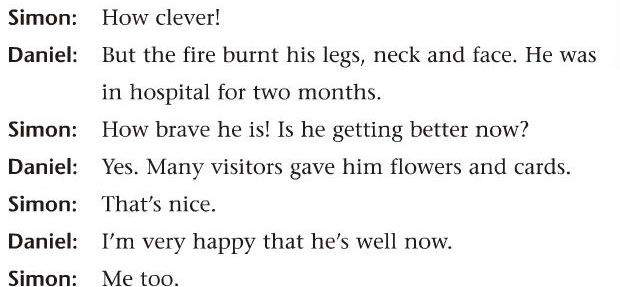 Simon: How clever!
Daniel: But the fire burnt his legs, neck and face. He was
in hospital for two months.
Simon: How brave he is! Is he getting better now?
Daniel: Yes. Many visitors gave him flowers and cards.
Simon: That's nice.
Daniel: I'm very happy that he's well now.
Simon: Me too.